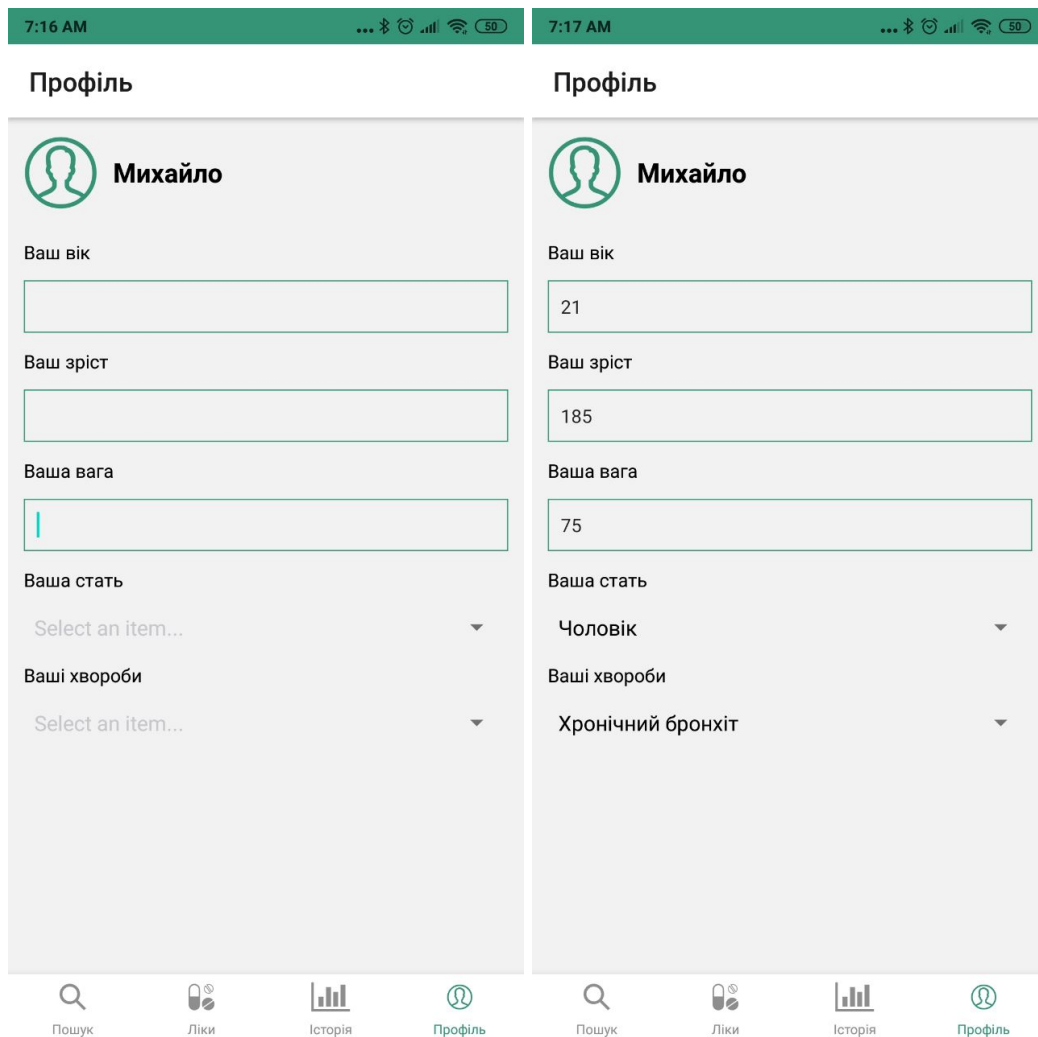 7:16 AM
50
Профіль
Михайло
Ваш вік
Ваш зріст
Ваша вага
Ваша стать
Select an item...
Ваші хвороби
Select an item...
Пошук
Ліки
Історія
Профіль
7:17 AM
50
Профіль
Михайло
Ваш вік
21
Ваш зріст
185
Ваша вага
75
Ваша стать
Чоловік
Ваші хвороби
Хронічний бронхіт
Пошук
Ліки
Історія
Профіль